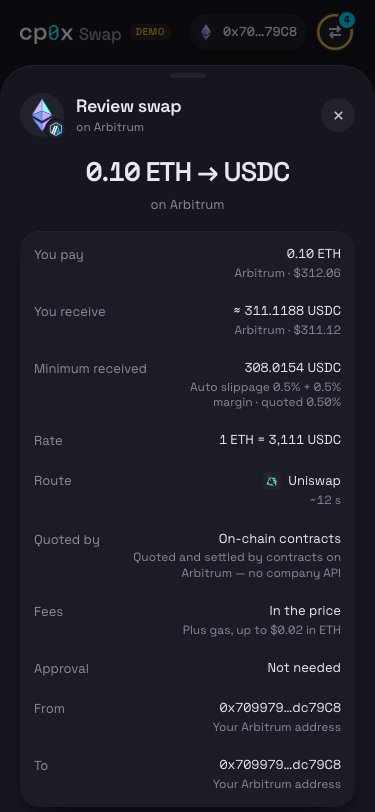 cp0x Swap DEMO 0x70...79C8 4
Review swap
on Arbitrum
0.10 ETH → USDC
on Arbitrum
You pay 0.10 ETH
Arbitrum · $312.06
You receive ≈ 311.1188 USDC
Arbitrum · $311.12
Minimum received 308.0154 USDC
Auto slippage 0.5% + 0.5%
margin · quoted 0.50%
Rate 1 ETH = 3,111 USDC
Route Uniswap
~12 s
Quoted by On-chain contracts
Quoted and settled by contracts on
Arbitrum — no company API
Fees In the price
Plus gas, up to $0.02 in ETH
Approval Not needed
From 0x709979...dc79C8
Your Arbitrum address
To 0x709979...dc79C8
Your Arbitrum address